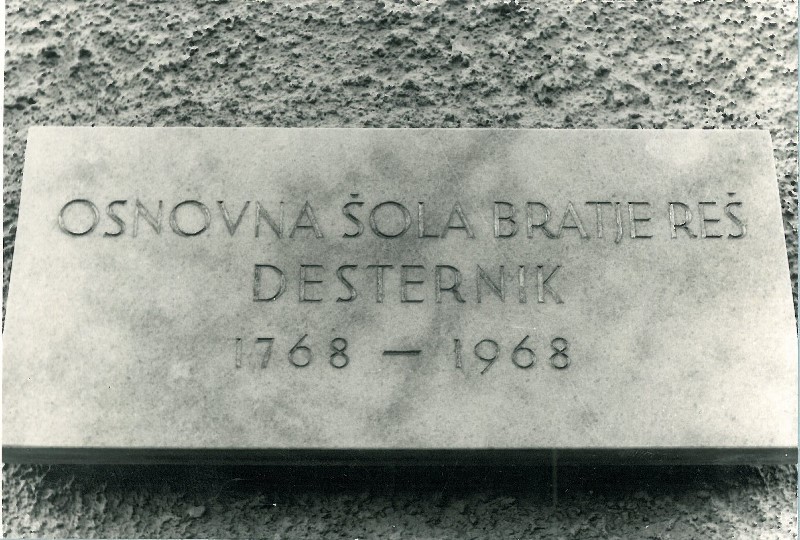 OSNOVNA ŠOLA BRATJE REŠ
DESTERNIK
1768 — 1968